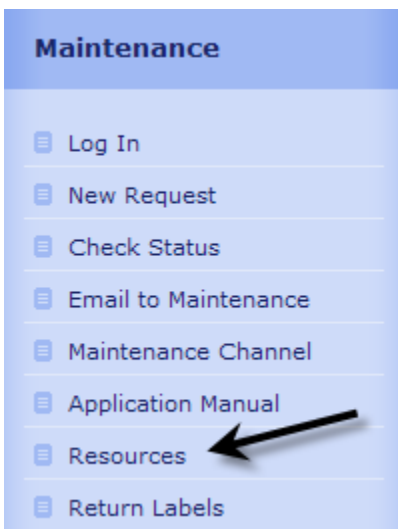 Maintenance
Log In
New Request
Check Status
Email to Maintenance
Maintenance Channel
Application Manual
Resources
Return Labels